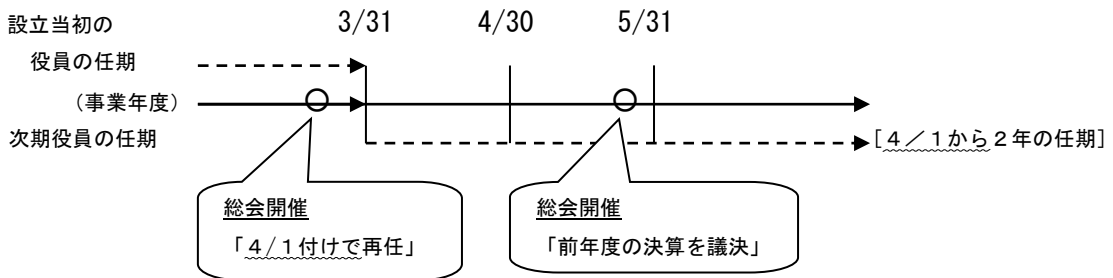 設立当初の 3/31 4/30 5/31
役員の任期
（事業年度）
次期役員の任期 [４／１から２年の任期]
総会開催
「４/１付けで再任」
総会開催
「前年度の決算を議決」